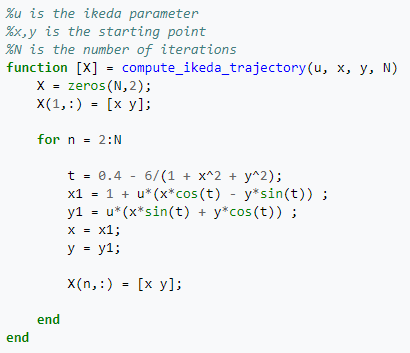 %u is the ikeda parameter
%x,y is the starting point
%N is the number of iterations
function [X] = compute_ikeda_trajectory(u, x, y, N)
    X = zeros(N,2);
    X(1,:) = [x y];

    for n = 2:N

        t = 0.4 - 6/(1 + x^2 + y^2);
        x1 = 1 + u*(x*cos(t) - y*sin(t)) ;
        y1 = u*(x*sin(t) + y*cos(t)) ;
        x = x1;
        y = y1;

        X(n,:) = [x y];

    end
end